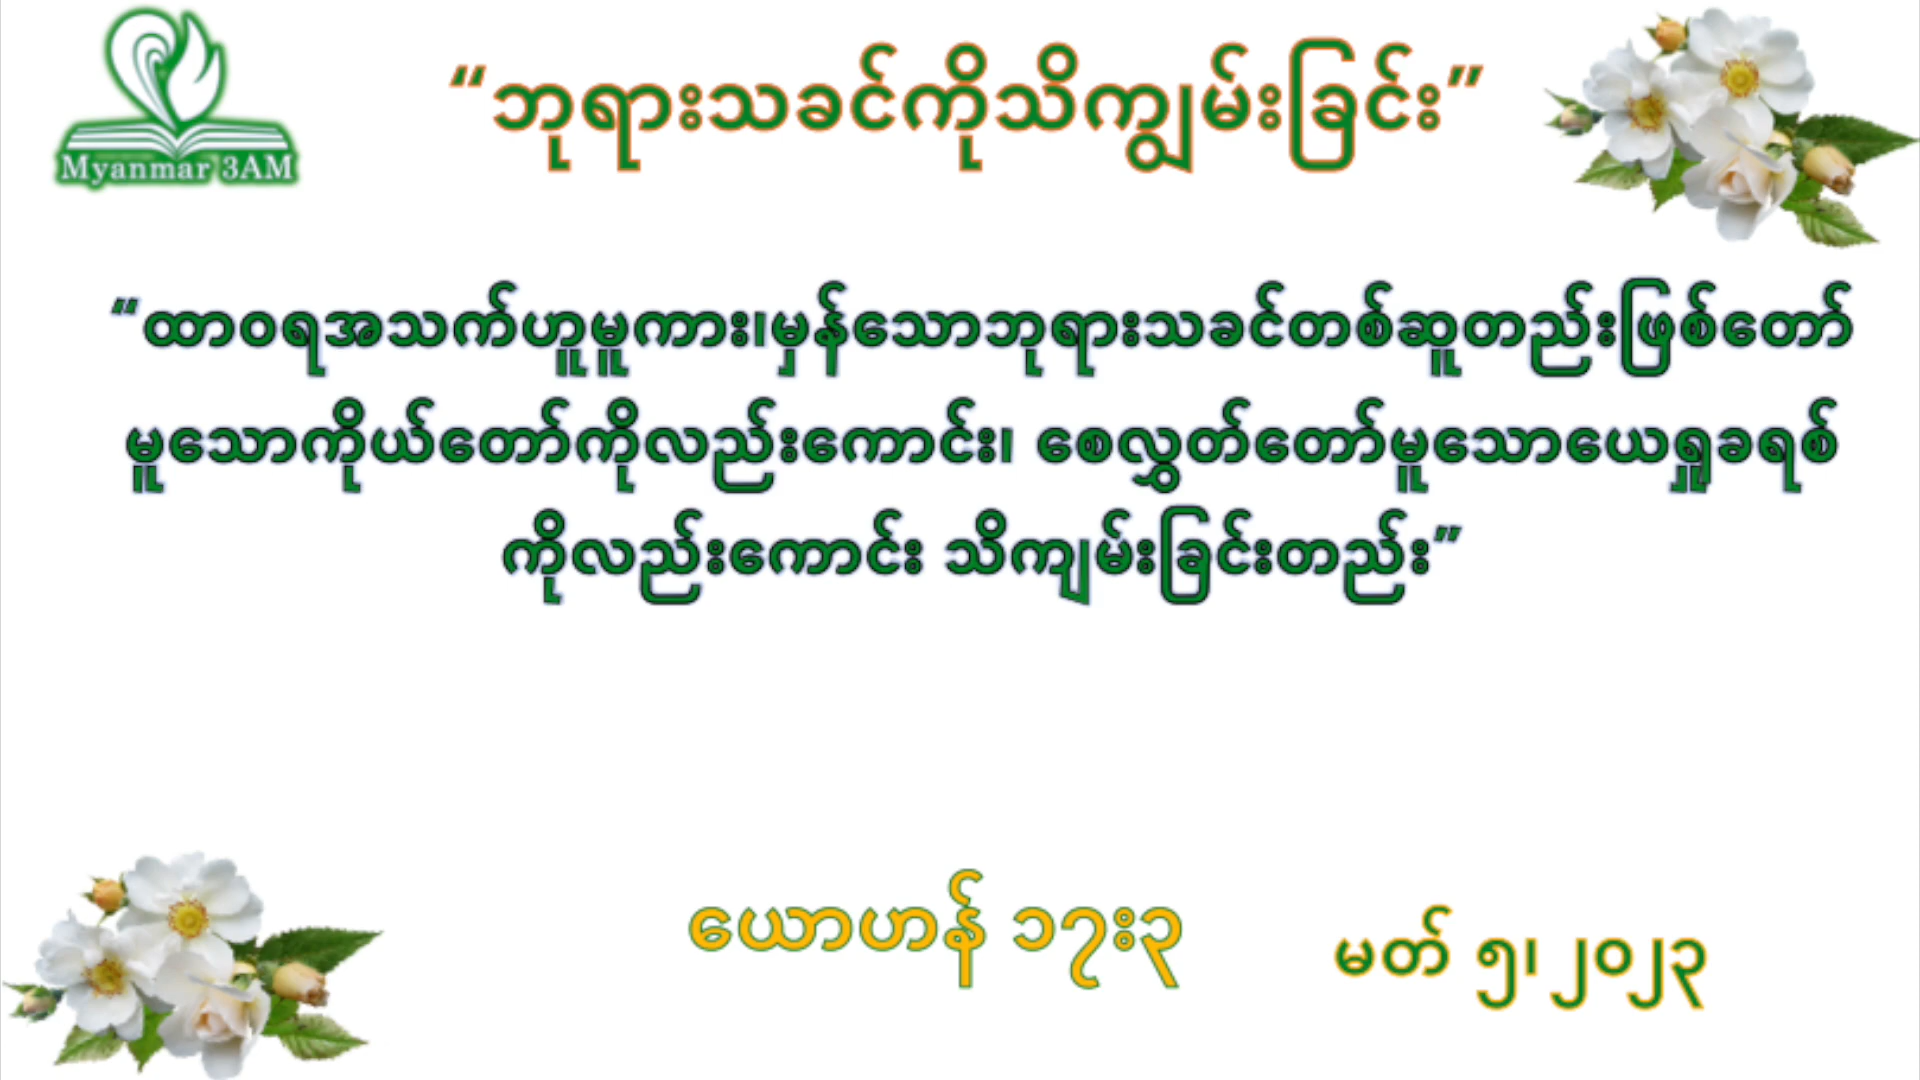 Myanmar 3AM
“ဘုရားသခင်ကိုသိကျွမ်းခြင်း”
“ထာဝရအသက်ဟူမူကား၊မှန်သောဘုရားသခင်တစ်ဆူတည်းဖြစ်တော်
မူသောကိုယ်တော်ကိုလည်းကောင်း၊ စေလွှတ်တော်မူသောယေရှုခရစ်
ကိုလည်းကောင်း သိကျမ်းခြင်းတည်း”
ယောဟန် ၁၇း၃
မတ် ၅၊၂၀၂၃